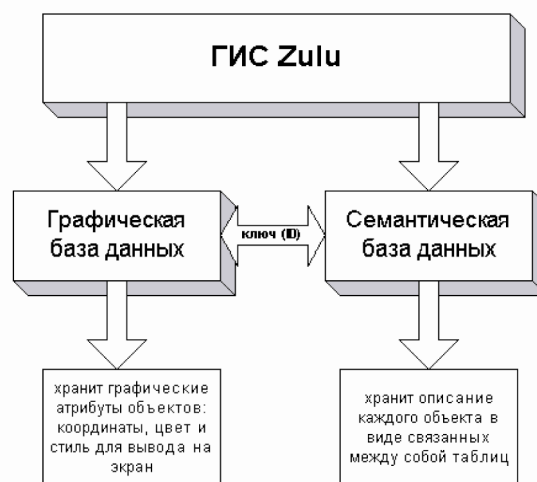 ГИС Zulu
Графическая
база данных
ключ (ID)
Семантическая
база данных
хранит графические
атрибуты объектов:
координаты, цвет и
стиль для вывода на
экран
хранит описание
каждого объекта в
виде связанных
между собой таблиц